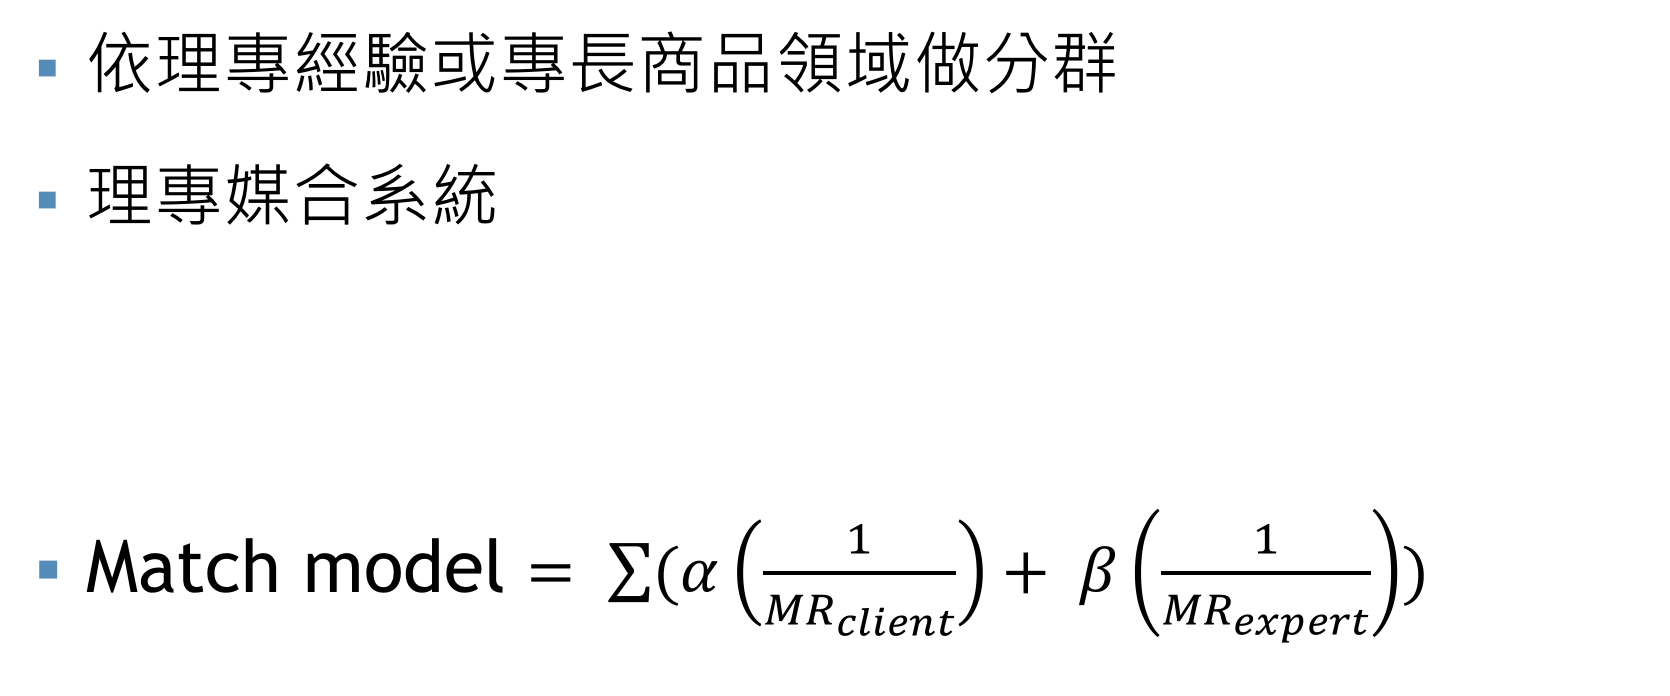 ▪ 依理專經驗或專長商品領域做分群
▪ 理專媒合系統
▪ Match model = ∑(α (1/MR_client) + β (1/MR_expert))